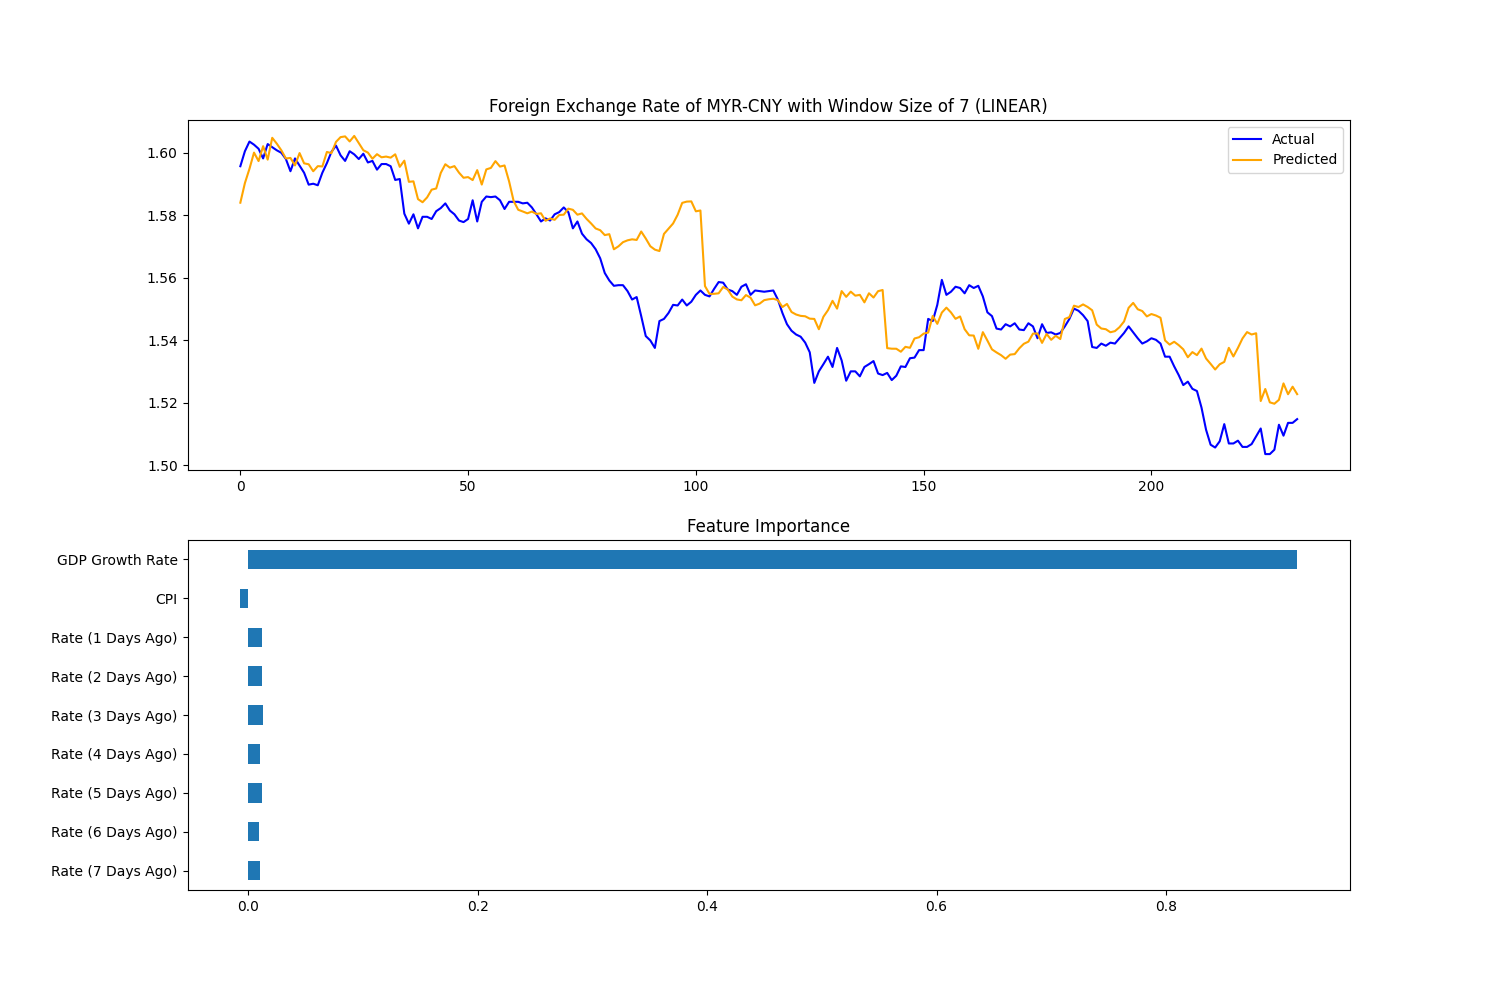 Foreign Exchange Rate of MYR-CNY with Window Size of 7 (LINEAR)
Actual
Predicted
1.60
1.58
1.56
1.54
1.52
1.50
0
50
100
150
200
Feature Importance
GDP Growth Rate
CPI
Rate (1 Days Ago)
Rate (2 Days Ago)
Rate (3 Days Ago)
Rate (4 Days Ago)
Rate (5 Days Ago)
Rate (6 Days Ago)
Rate (7 Days Ago)
0.0
0.2
0.4
0.6
0.8